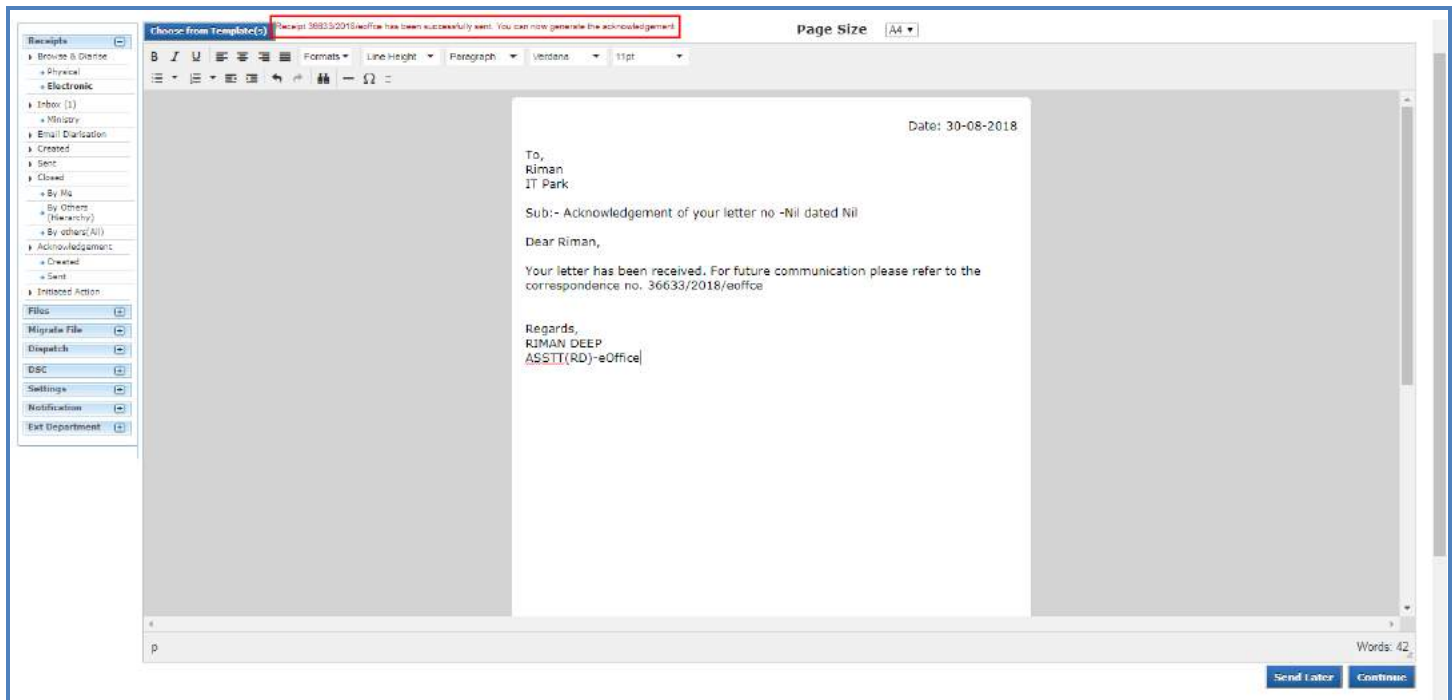 Choose from Template(s)
Receipt 36633/2018/eoffce has been successfully sent. You can now generate the acknowledgement
Page Size A4
Receipts
Browse & Diarise
Physical
Electronic
Inbox (1)
Ministry
Email Diarisation
Created
Sent
Closed
By Me
By Others
(Hierarchy)
By others(All)
Acknowledgement
Created
Sent
Initiated Action
Files
Migrate File
Dispatch
DSC
Settings
Notification
Ext Department
B I U Formats Line Height Paragraph Verdana 11pt
Ω
Date: 30-08-2018
To,
Riman
IT Park
Sub:- Acknowledgement of your letter no -Nil dated Nil
Dear Riman,
Your letter has been received. For future communication please refer to the
correspondence no. 36633/2018/eoffce
Regards,
RIMAN DEEP
ASSTT(RD)-eOffice
p
Words: 42
Send Later Continue